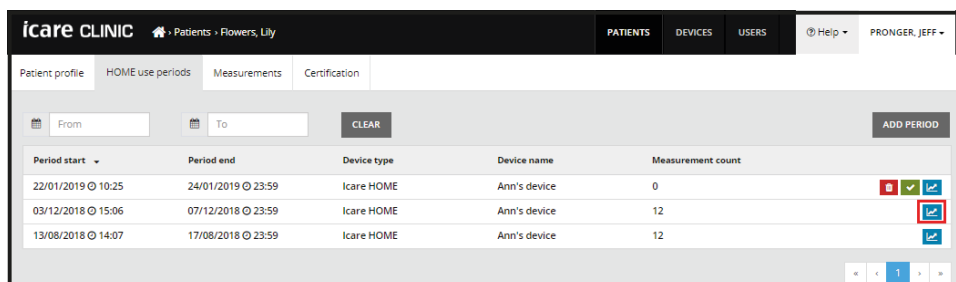 icare CLINIC › Patients › Flowers, Lily PATIENTS DEVICES USERS Help PRONGER, JEFF
Patient profile HOME use periods Measurements Certification
From To CLEAR ADD PERIOD
Period start Period end Device type Device name Measurement count
22/01/2019 10:25 24/01/2019 23:59 Icare HOME Ann's device 0
03/12/2018 15:06 07/12/2018 23:59 Icare HOME Ann's device 12
13/08/2018 14:07 17/08/2018 23:59 Icare HOME Ann's device 12
« ‹ 1 › »